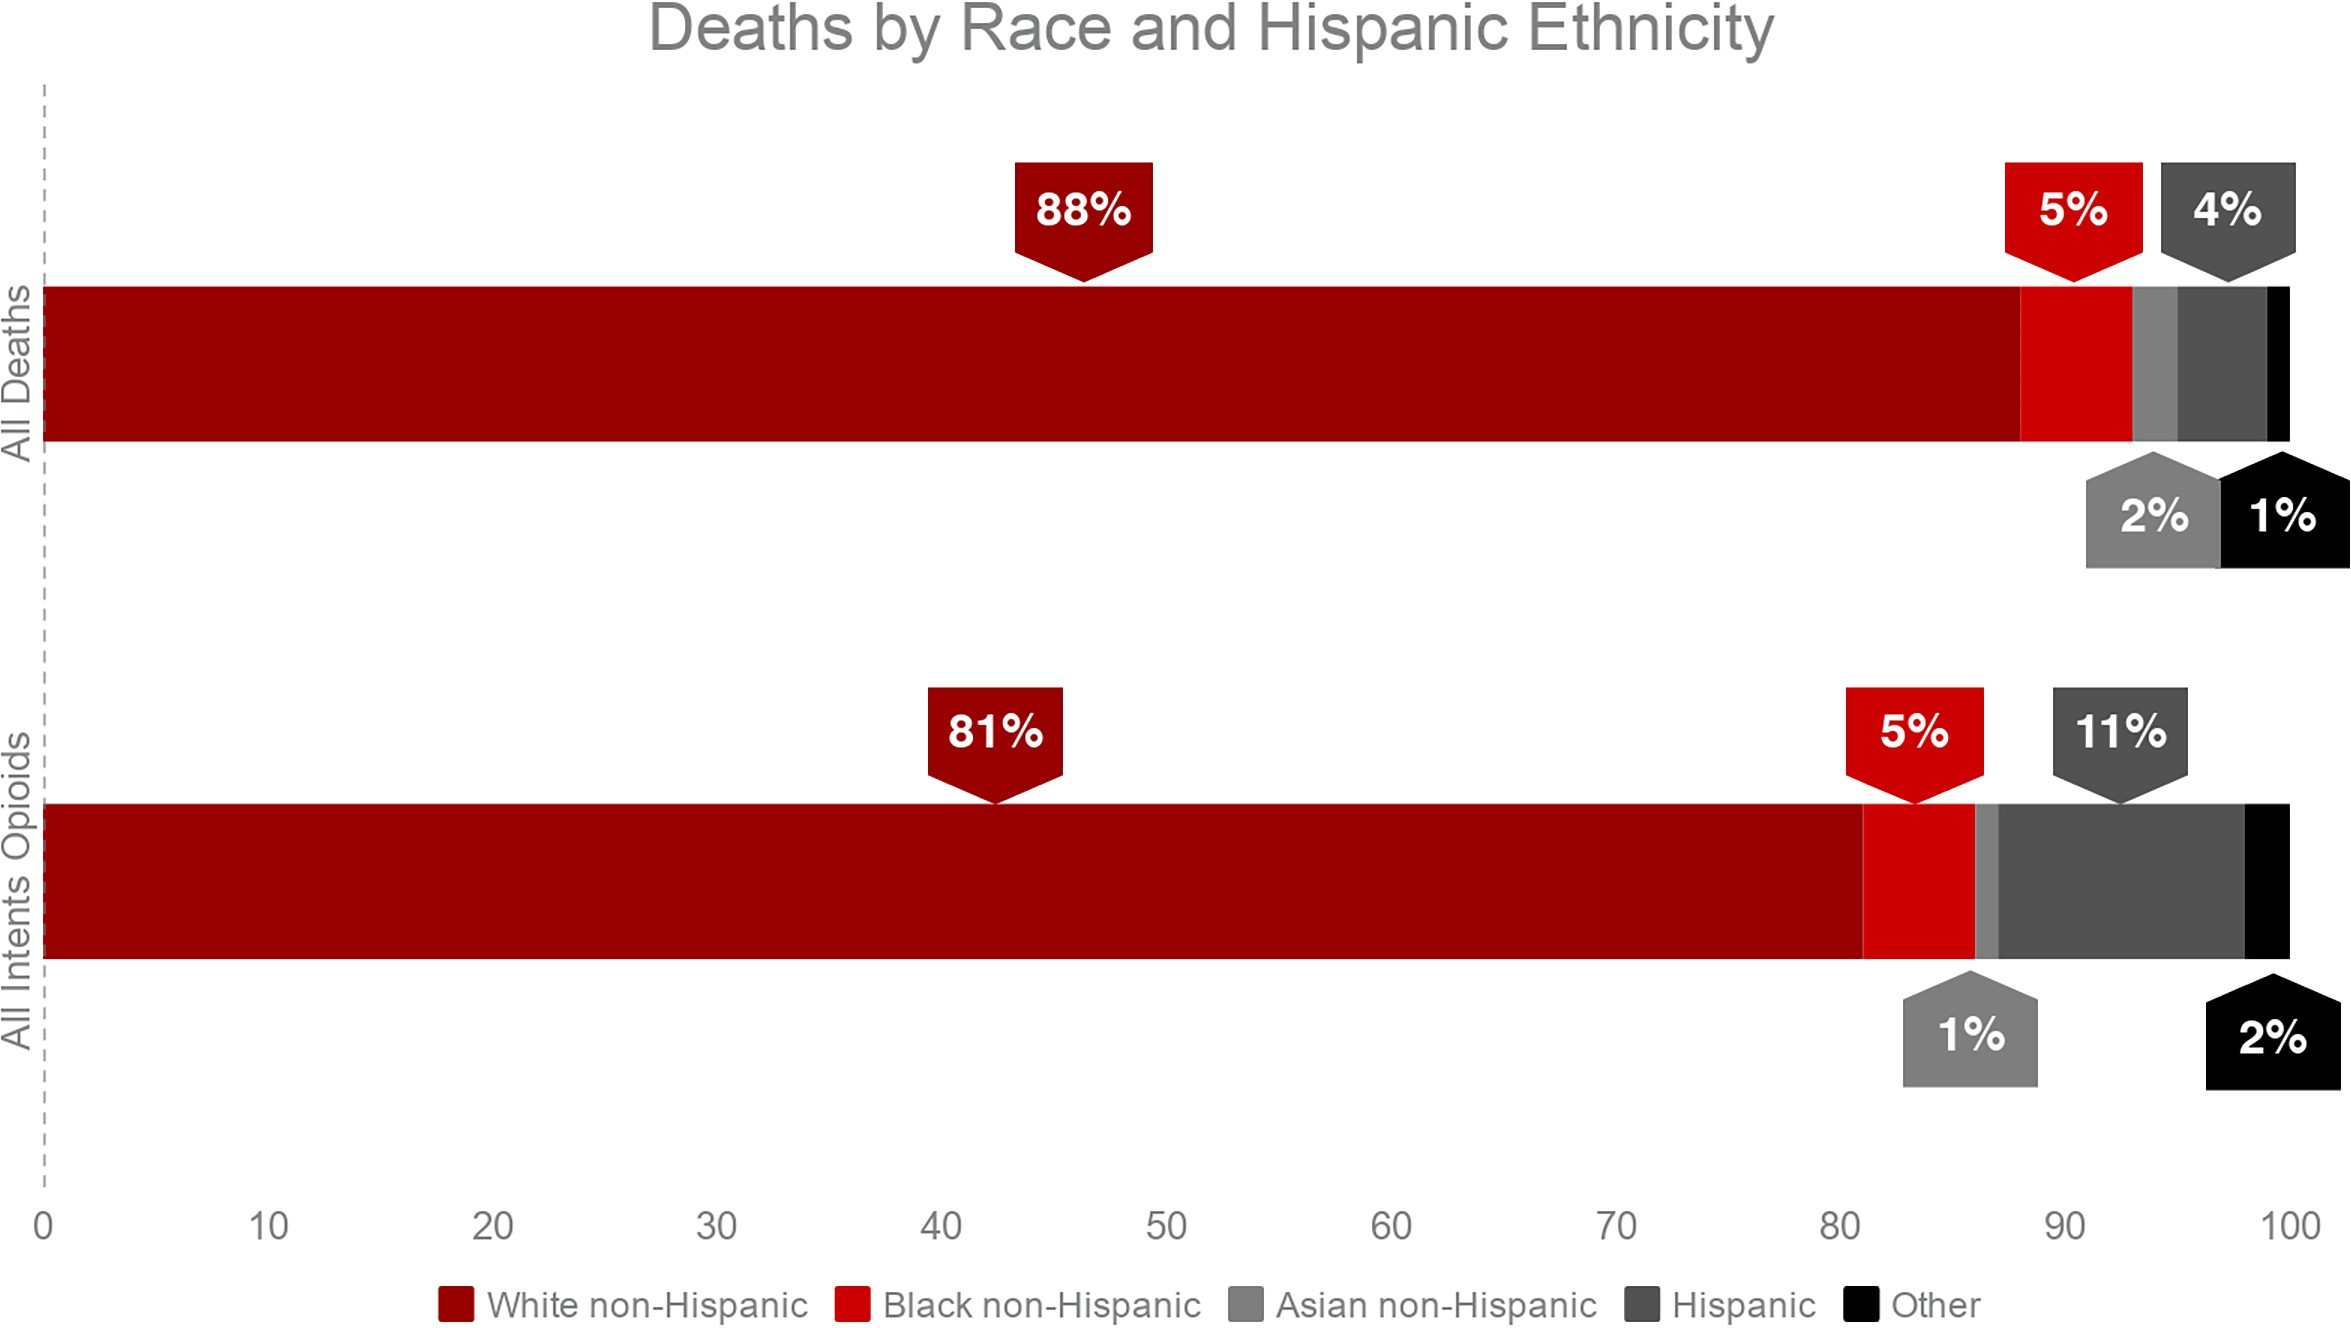 Deaths by Race and Hispanic Ethnicity
All Deaths
88%
5%
4%
2%
1%
All Intents Opioids
81%
5%
11%
1%
2%
0 10 20 30 40 50 60 70 80 90 100
White non-Hispanic Black non-Hispanic Asian non-Hispanic Hispanic Other